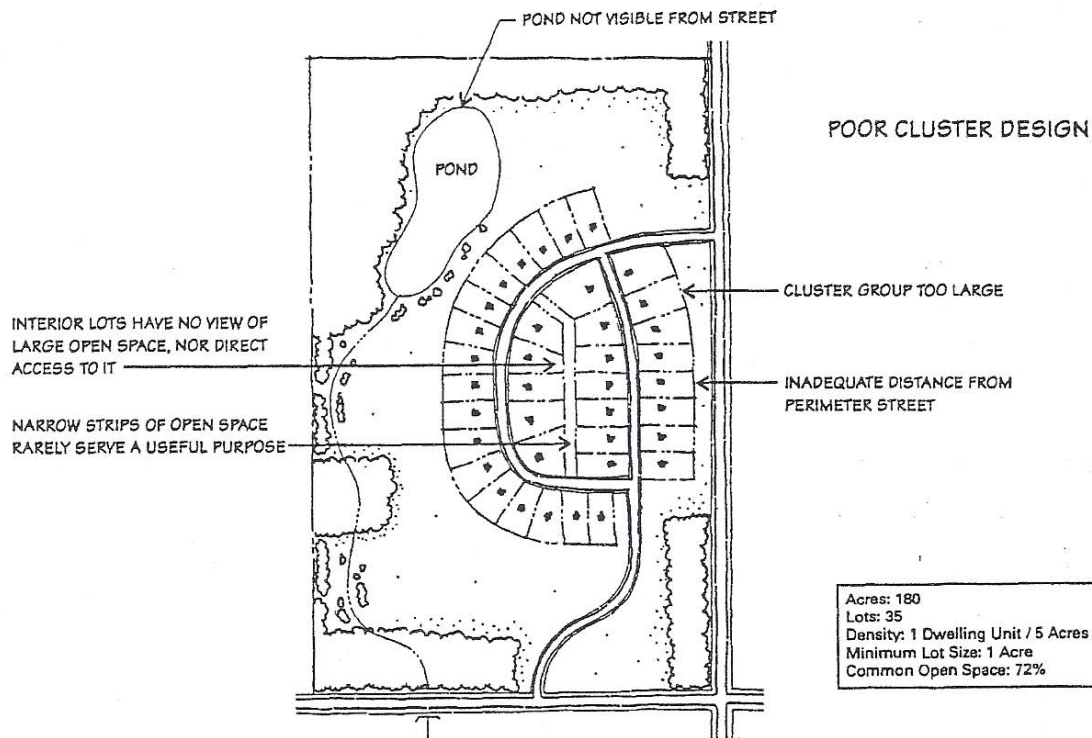 POND NOT VISIBLE FROM STREET
POOR CLUSTER DESIGN
POND
CLUSTER GROUP TOO LARGE
INTERIOR LOTS HAVE NO VIEW OF
LARGE OPEN SPACE, NOR DIRECT
ACCESS TO IT
INADEQUATE DISTANCE FROM
PERIMETER STREET
NARROW STRIPS OF OPEN SPACE
RARELY SERVE A USEFUL PURPOSE
Acres: 180
Lots: 35
Density: 1 Dwelling Unit / 5 Acres
Minimum Lot Size: 1 Acre
Common Open Space: 72%